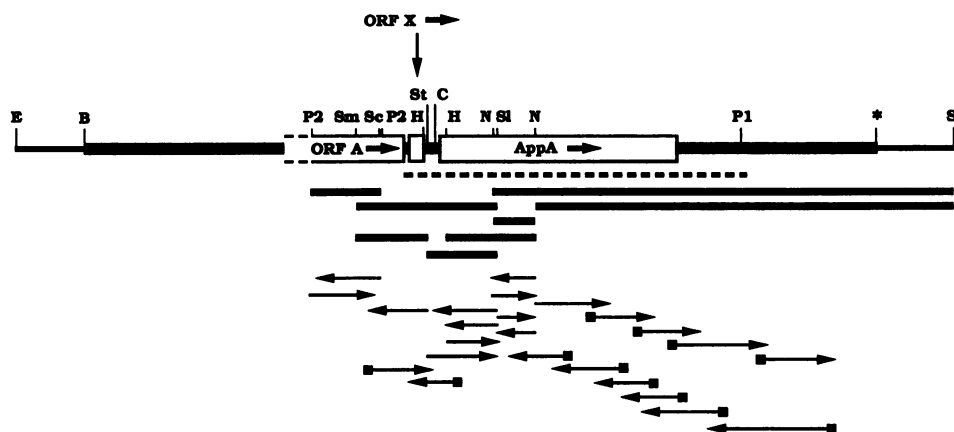 ORF X
St C
E B P2 Sm Sc P2 H H N Sl N P1 * S
ORF A AppA